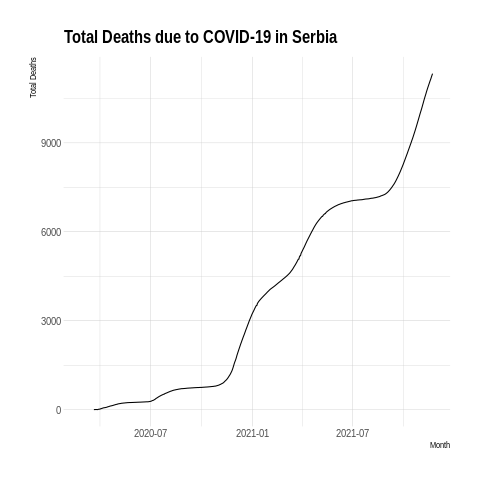 Total Deaths due to COVID-19 in Serbia
Total Deaths
9000
6000
3000
0
2020-07 2021-01 2021-07
Month